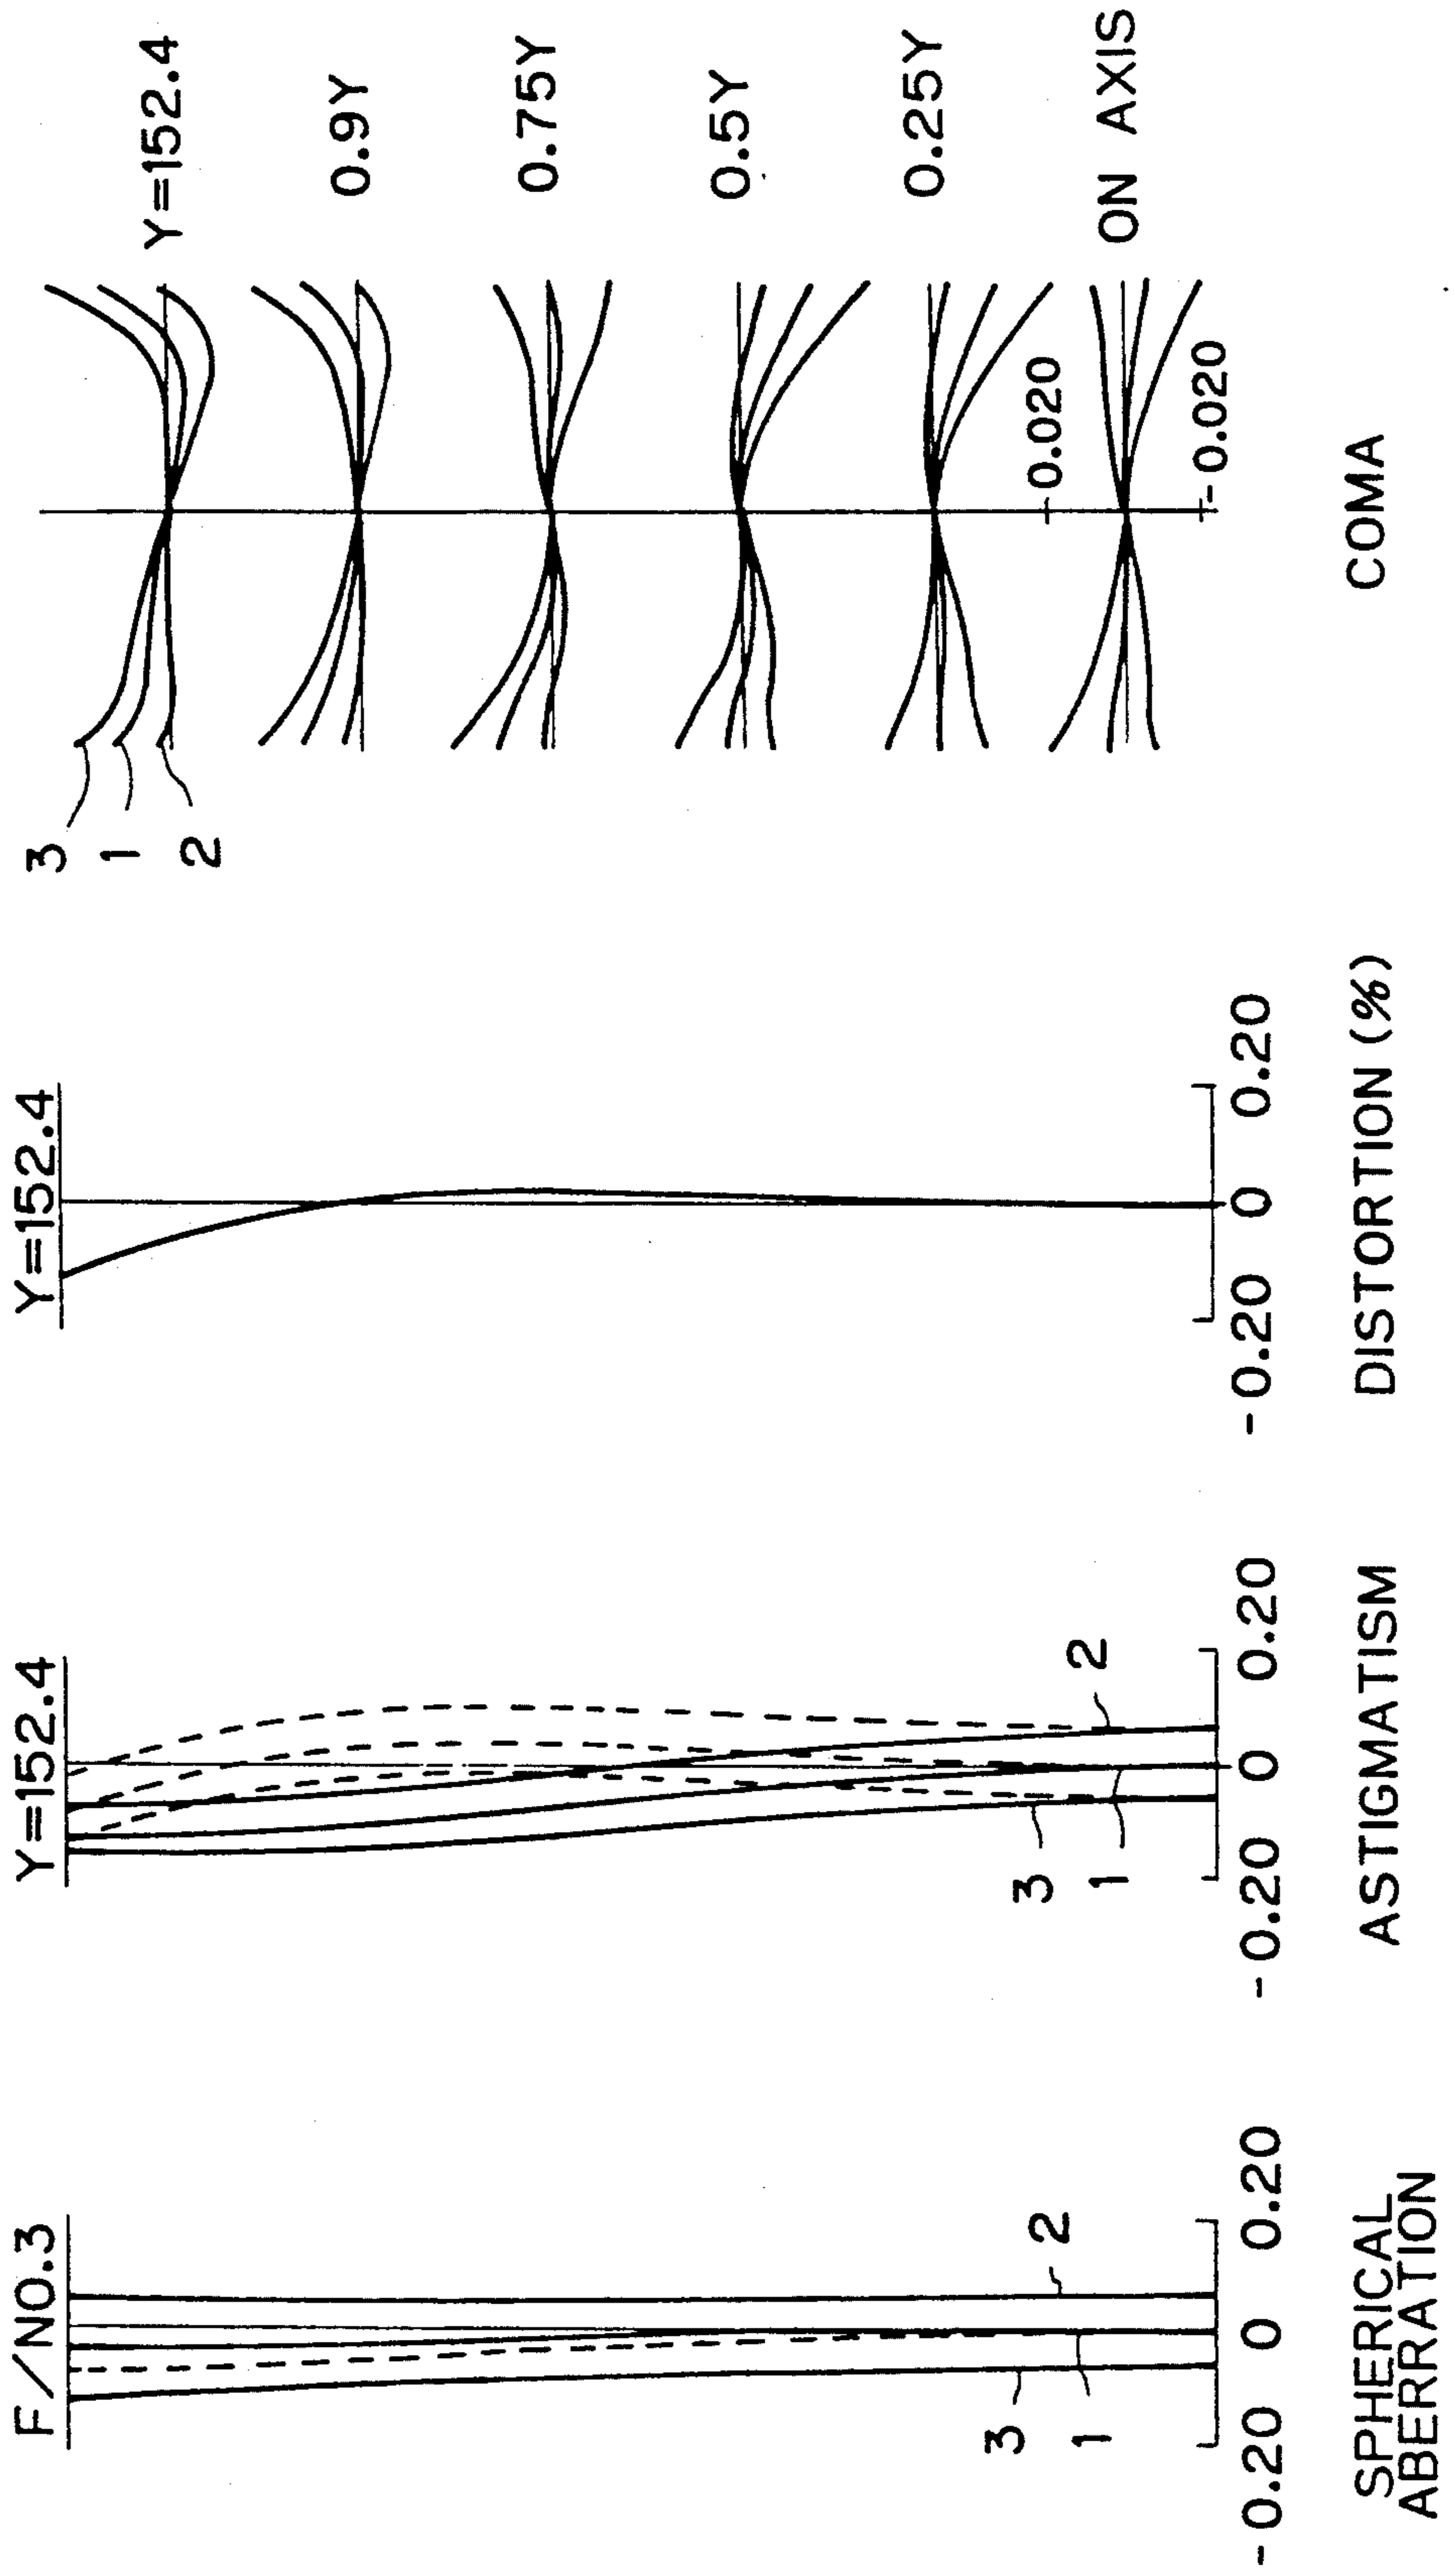 F/NO.3
2
3
1
-0.20 0 0.20
SPHERICAL
ABERRATION
Y=152.4
2
3
1
-0.20 0 0.20
ASTIGMATISM
Y=152.4
-0.20 0 0.20
DISTORTION (%)
3
1
2
Y=152.4
0.9Y
0.75Y
0.5Y
0.25Y
0.020
ON AXIS
-0.020
COMA